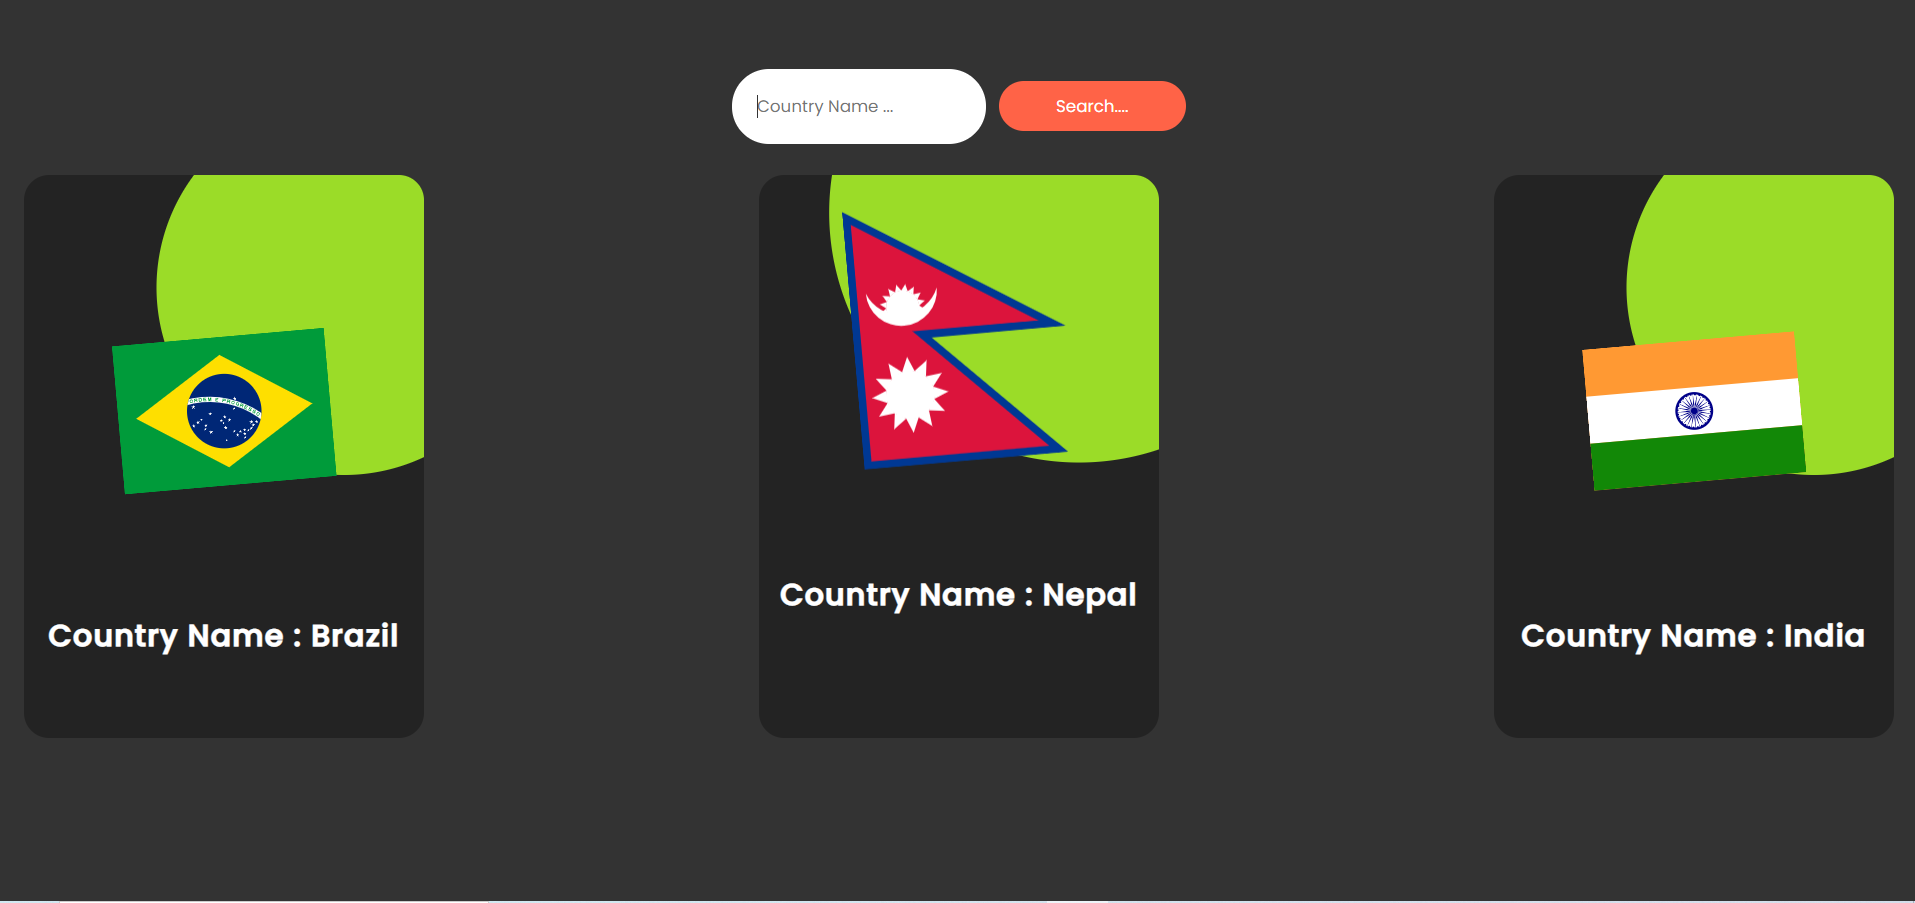 Country Name ...
Search....
ORDEM E PROGRESSO
Country Name : Brazil
Country Name : Nepal
Country Name : India